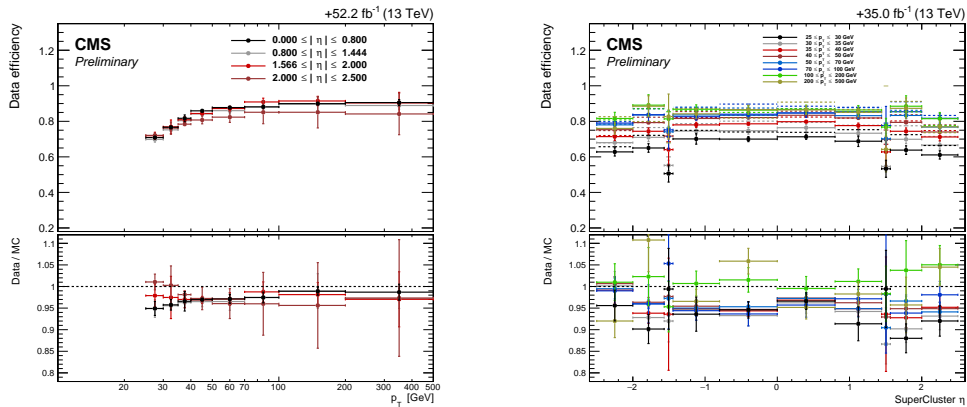 +52.2 fb⁻¹ (13 TeV)
Data efficiency
CMS
Preliminary
0.000 ≤ | η | ≤ 0.800
0.800 ≤ | η | ≤ 1.444
1.566 ≤ | η | ≤ 2.000
2.000 ≤ | η | ≤ 2.500
1.2
1
0.8
0.6
0.4
0.2
Data / MC
1.1
1.05
1
0.95
0.9
0.85
20 30 40 50 60 70 100 200 300 400 500
p_T [GeV]
+35.0 fb⁻¹ (13 TeV)
Data efficiency
CMS
Preliminary
25 ≤ p_T ≤ 30 GeV
30 ≤ p_T ≤ 35 GeV
35 ≤ p_T ≤ 40 GeV
40 ≤ p_T ≤ 50 GeV
50 ≤ p_T ≤ 70 GeV
70 ≤ p_T ≤ 100 GeV
100 ≤ p_T ≤ 200 GeV
200 ≤ p_T ≤ 500 GeV
1.2
1
0.8
0.6
0.4
0.2
Data / MC
1.1
1.05
1
0.95
0.9
0.85
0.8
−2 −1 0 1 2
SuperCluster η